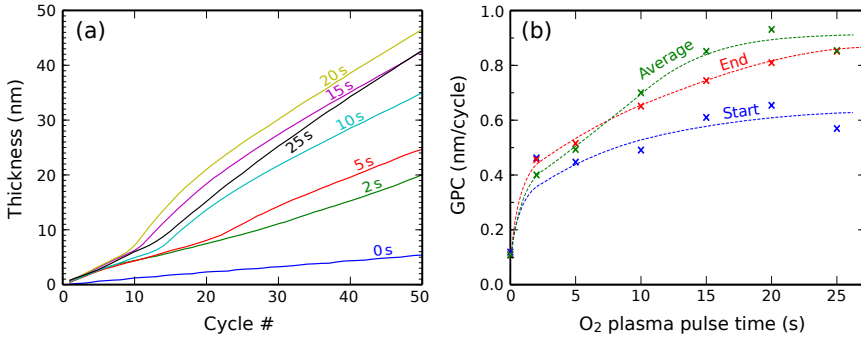 (a)
50
40
30
20
10
0
Thickness (nm)
20 s
15 s
10 s
25 s
5 s
2 s
0 s
0 10 20 30 40 50
Cycle #
(b)
1.0
0.8
0.6
0.4
0.2
0.0
GPC (nm/cycle)
Average
End
Start
0 5 10 15 20 25
O₂ plasma pulse time (s)